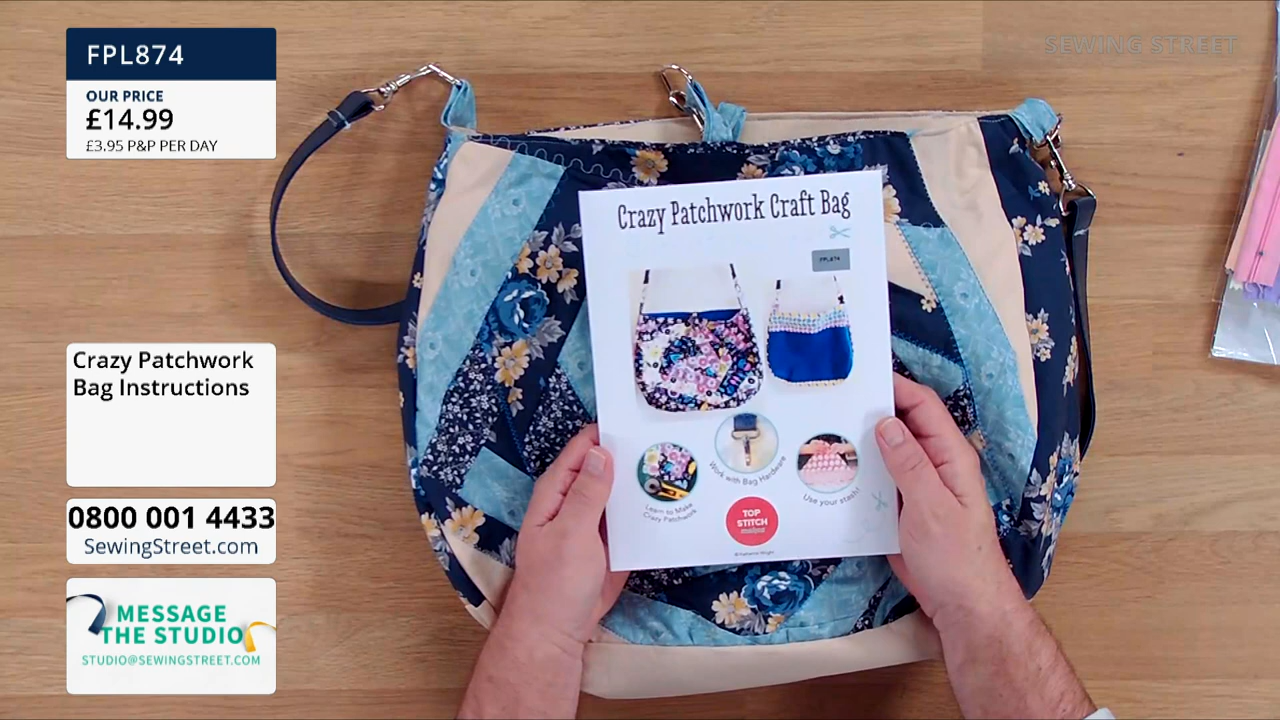 FPL874
OUR PRICE
£14.99
£3.95 P&P PER DAY
SEWING STREET
Crazy Patchwork Craft Bag
FPL874
Learn to Make
Crazy Patchwork
Work with Bag Hardware
Use your stash!
TOP
STITCH
Crazy Patchwork
Bag Instructions
0800 001 4433
SewingStreet.com
MESSAGE
THE STUDIO
STUDIO@SEWINGSTREET.COM